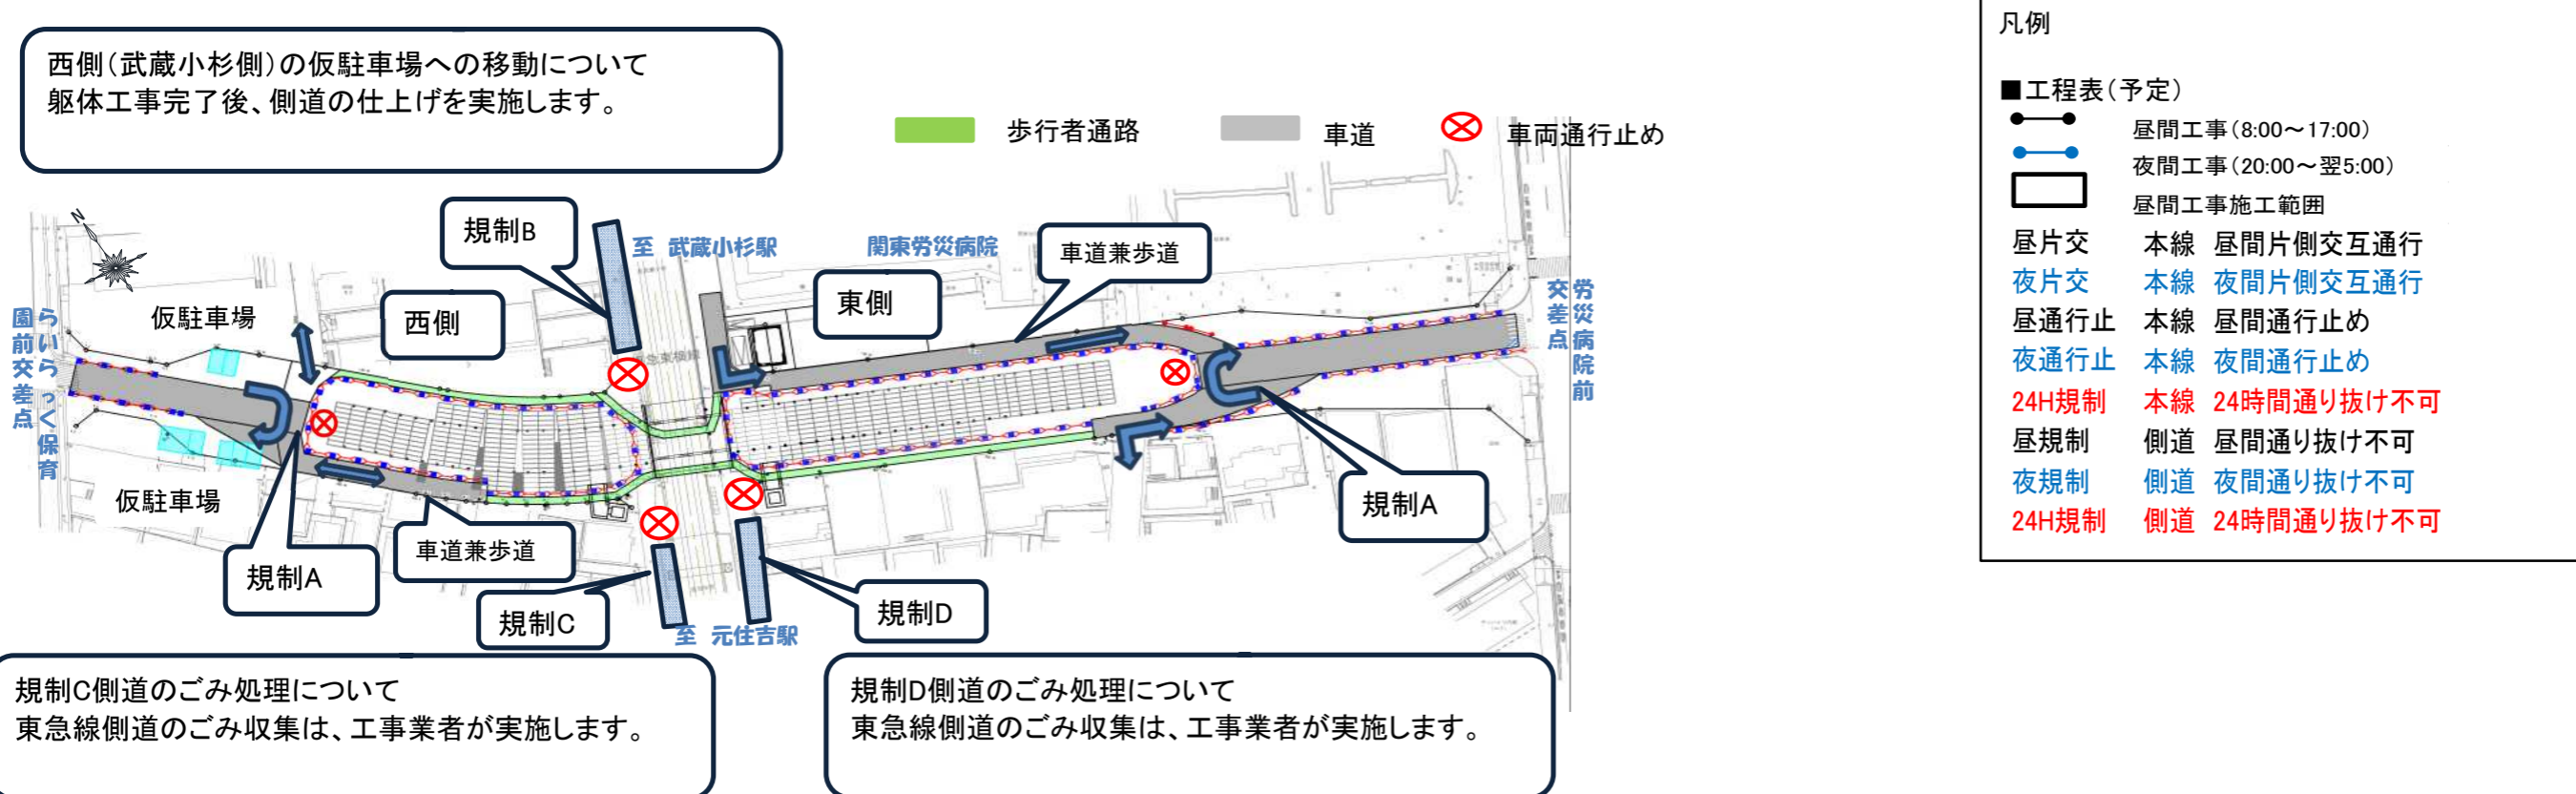 西側(武蔵小杉側)の仮駐車場への移動について
躯体工事完了後、側道の仕上げを実施します。
歩行者通路
車道
車両通行止め
規制B
至 武蔵小杉駅
関東労災病院
車道兼歩道
東側
西側
仮駐車場
N
らいらっく保育
園前交差点
労災病院前
交差点
仮駐車場
規制A
車道兼歩道
規制C
至 元住吉駅
規制D
規制A
規制C側道のごみ処理について
東急線側道のごみ収集は、工事業者が実施します。
規制D側道のごみ処理について
東急線側道のごみ収集は、工事業者が実施します。
凡例
■工程表(予定)
昼間工事(8:00~17:00)
夜間工事(20:00~翌5:00)
昼間工事施工範囲
昼片交 本線 昼間片側交互通行
夜片交 本線 夜間片側交互通行
昼通行止 本線 昼間通行止め
夜通行止 本線 夜間通行止め
24H規制 本線 24時間通り抜け不可
昼規制 側道 昼間通り抜け不可
夜規制 側道 夜間通り抜け不可
24H規制 側道 24時間通り抜け不可